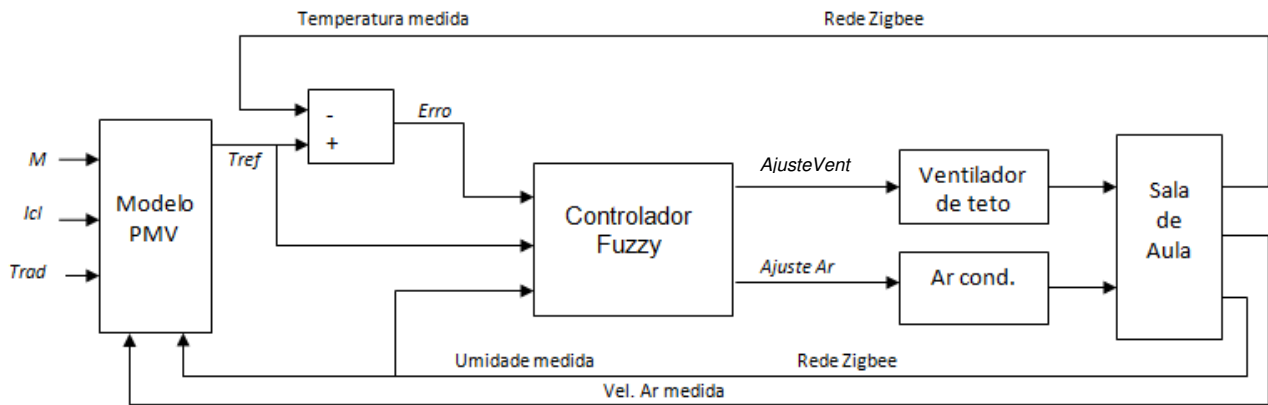 Temperatura medida
Rede Zigbee
-
+
Erro
M
Icl
Trad
Modelo
PMV
Tref
Controlador
Fuzzy
AjusteVent
Ajuste Ar
Ventilador
de teto
Ar cond.
Sala
de
Aula
Umidade medida
Rede Zigbee
Vel. Ar medida